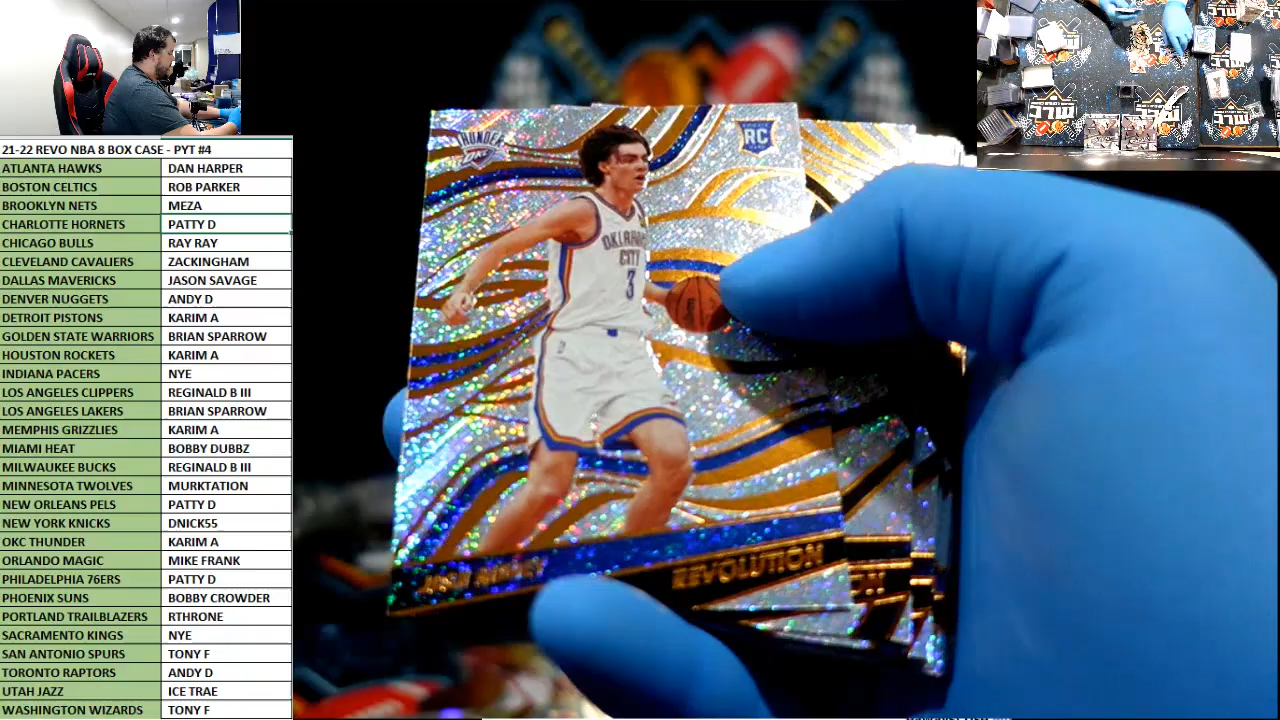 21-22 REVO NBA 8 BOX CASE - PYT #4
ATLANTA HAWKS DAN HARPER
BOSTON CELTICS ROB PARKER
BROOKLYN NETS MEZA
CHARLOTTE HORNETS PATTY D
CHICAGO BULLS RAY RAY
CLEVELAND CAVALIERS ZACKINGHAM
DALLAS MAVERICKS JASON SAVAGE
DENVER NUGGETS ANDY D
DETROIT PISTONS KARIM A
GOLDEN STATE WARRIORS BRIAN SPARROW
HOUSTON ROCKETS KARIM A
INDIANA PACERS NYE
LOS ANGELES CLIPPERS REGINALD B III
LOS ANGELES LAKERS BRIAN SPARROW
MEMPHIS GRIZZLIES KARIM A
MIAMI HEAT BOBBY DUBBZ
MILWAUKEE BUCKS REGINALD B III
MINNESOTA TWOLVES MURKTATION
NEW ORLEANS PELS PATTY D
NEW YORK KNICKS DNICK55
OKC THUNDER KARIM A
ORLANDO MAGIC MIKE FRANK
PHILADELPHIA 76ERS PATTY D
PHOENIX SUNS BOBBY CROWDER
PORTLAND TRAILBLAZERS RTHRONE
SACRAMENTO KINGS NYE
SAN ANTONIO SPURS TONY F
TORONTO RAPTORS ANDY D
UTAH JAZZ ICE TRAE
WASHINGTON WIZARDS TONY F
THUNDER
RC
CITY
3
REVOLUTION